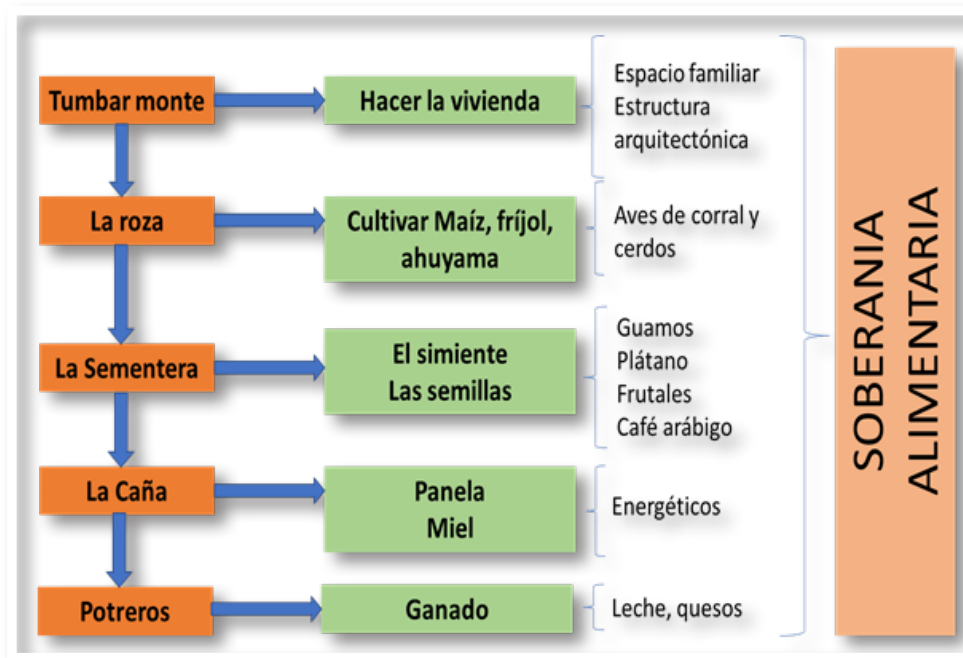 Tumbar monte
Hacer la vivienda
Espacio familiar
Estructura
arquitectónica
La roza
Cultivar Maíz, fríjol,
ahuyama
Aves de corral y
cerdos
La Sementera
El simiente
Las semillas
Guamos
Plátano
Frutales
Café arábigo
La Caña
Panela
Miel
Energéticos
Potreros
Ganado
Leche, quesos
SOBERANIA
ALIMENTARIA